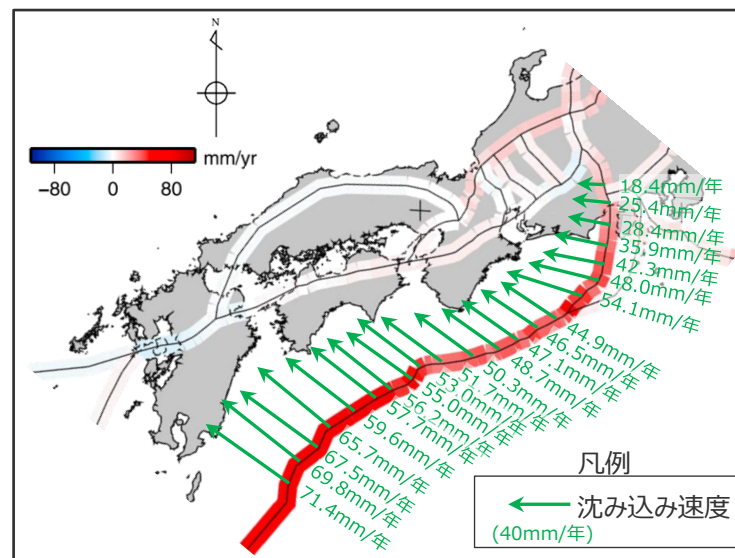 N
mm/yr
−80 0 80
18.4mm/年
25.4mm/年
28.4mm/年
35.9mm/年
42.3mm/年
48.0mm/年
54.1mm/年
44.9mm/年
46.5mm/年
47.1mm/年
48.7mm/年
50.3mm/年
51.7mm/年
53.0mm/年
55.0mm/年
56.2mm/年
57.7mm/年
59.6mm/年
65.7mm/年
67.5mm/年
69.8mm/年
71.4mm/年
凡例
沈み込み速度
(40mm/年)